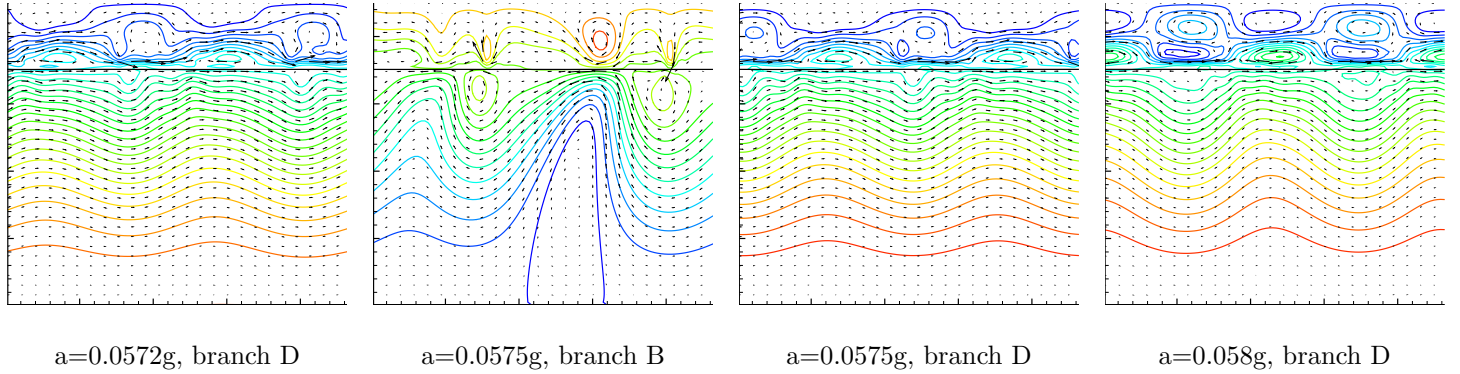 a=0.0572g, branch D
a=0.0575g, branch B
a=0.0575g, branch D
a=0.058g, branch D